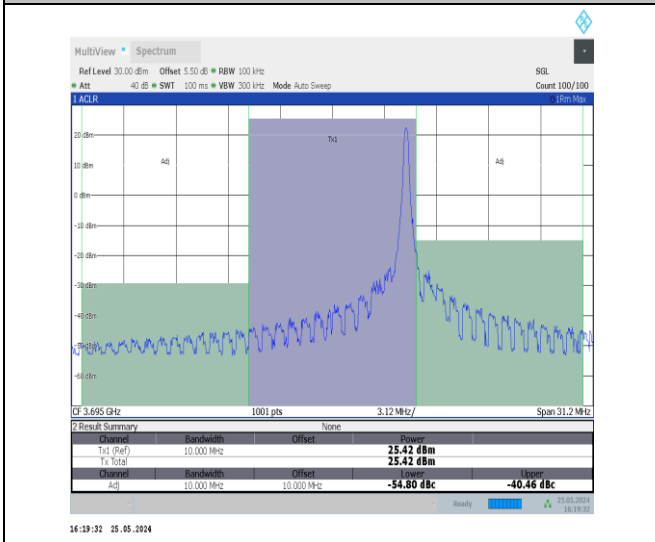 MultiView Spectrum
Ref Level 30.00 dBm Offset 5.50 dB RBW 100 kHz SGL
Att 40 dB SWT 100 ms VBW 300 kHz Mode Auto Sweep Count 100/100
1 ACLR 1Rm Max
20 dBm
Tx1
10 dBm Adj Adj
0 dBm
-10 dBm
-20 dBm
-30 dBm
-40 dBm
-50 dBm
-60 dBm
CF 3.695 GHz 1001 pts 3.12 MHz/ Span 31.2 MHz
2 Result Summary None
Channel Bandwidth Offset Power
Tx1 (Ref) 10.000 MHz 25.42 dBm
Tx Total 25.42 dBm
Channel Bandwidth Offset Lower Upper
Adj 10.000 MHz 10.000 MHz -54.80 dBc -40.46 dBc
Ready 25.05.2024
16:19:32
16:19:32 25.05.2024